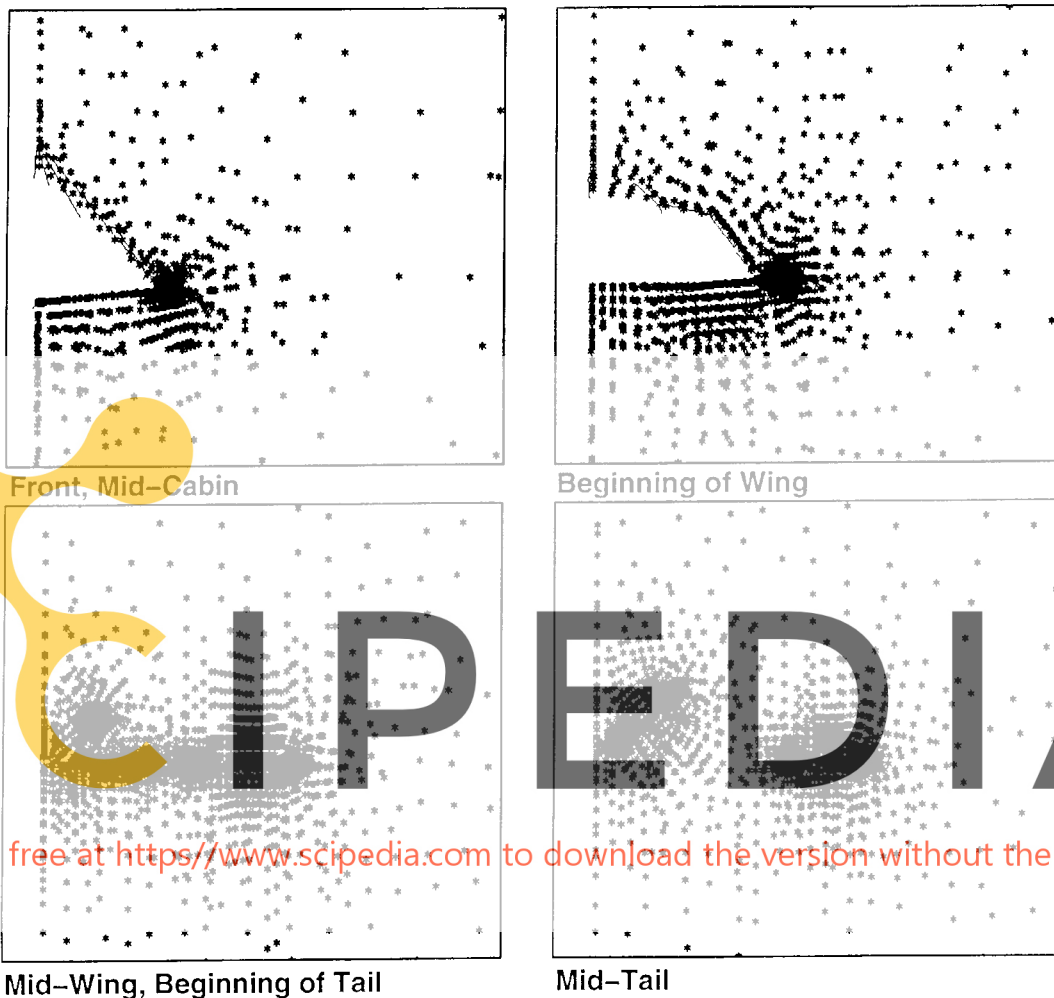 Front, Mid–Cabin
Beginning of Wing
CIPEDIA
free at https://www.scipedia.com to download the version without the
Mid–Wing, Beginning of Tail
Mid–Tail